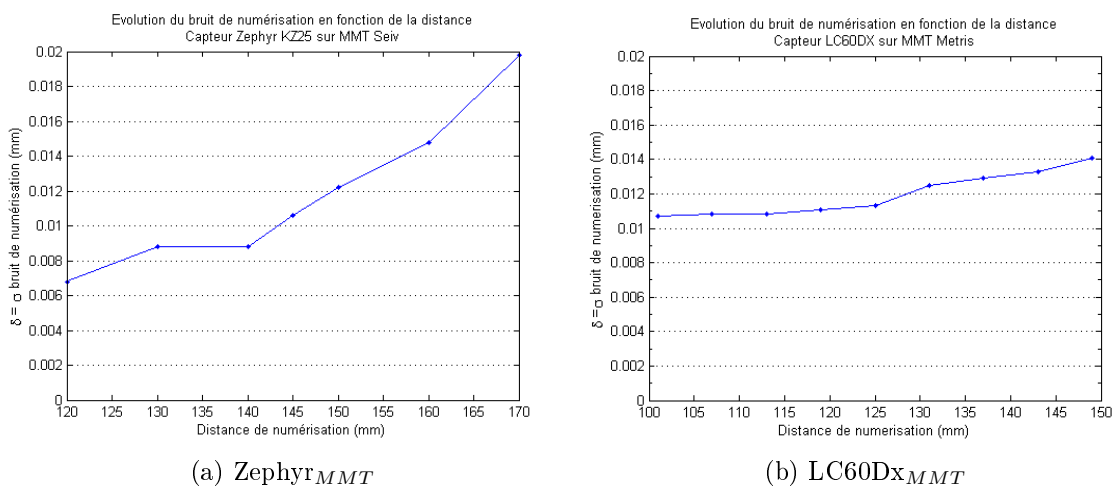 Evolution du bruit de numérisation en fonction de la distance
Capteur Zephyr KZ25 sur MMT Seiv
0.02
0.018
0.016
0.014
0.012
0.01
0.008
0.006
0.004
0.002
0
δ = σ bruit de numérisation (mm)
120 125 130 135 140 145 150 155 160 165 170
Distance de numérisation (mm)
(a) Zephyr_MMT
Evolution du bruit de numérisation en fonction de la distance
Capteur LC60DX sur MMT Metris
0.02
0.018
0.016
0.014
0.012
0.01
0.008
0.006
0.004
0.002
0
δ = σ bruit de numerisation (mm)
100 105 110 115 120 125 130 135 140 145 150
Distance de numerisation (mm)
(b) LC60Dx_MMT